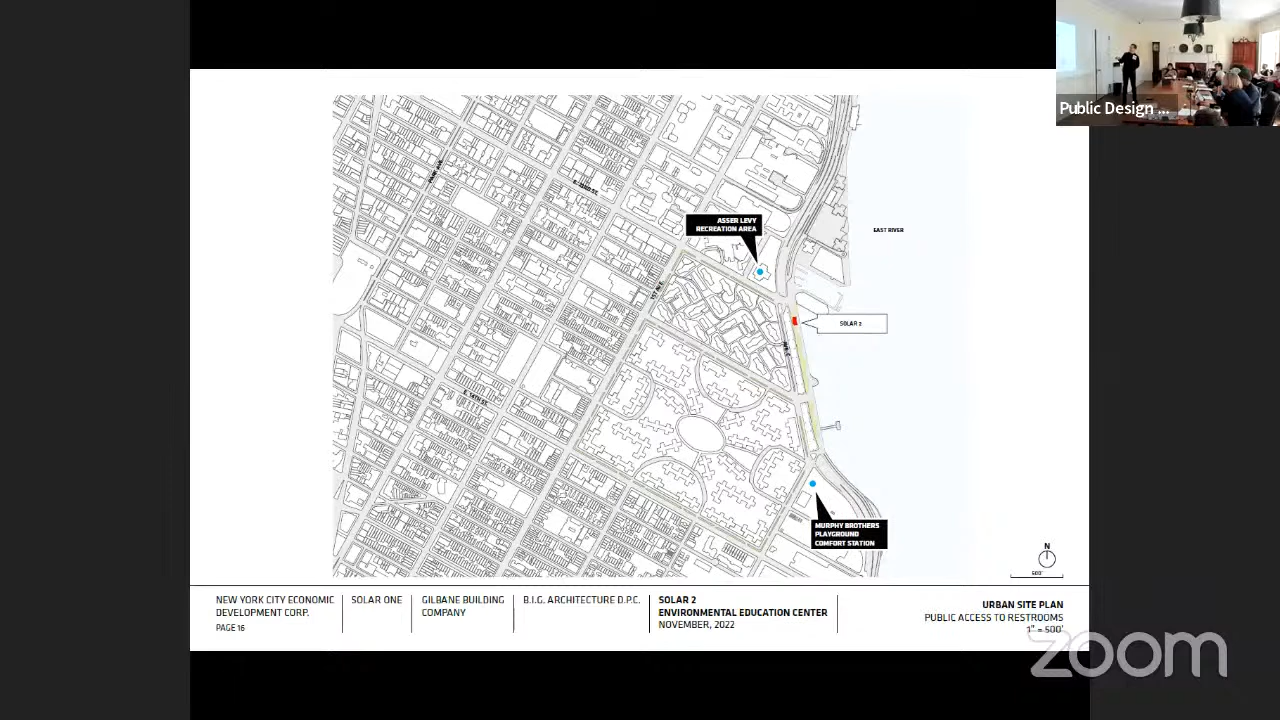 Public Design ...
ASSER LEVY
RECREATION AREA
EAST RIVER
SOLAR 2
MURPHY BROTHERS
PLAYGROUND
COMFORT STATION
N
500'
NEW YORK CITY ECONOMIC
DEVELOPMENT CORP.
PAGE 16
SOLAR ONE
GILBANE BUILDING
COMPANY
B.I.G. ARCHITECTURE D.P.C.
SOLAR 2
ENVIRONMENTAL EDUCATION CENTER
NOVEMBER, 2022
URBAN SITE PLAN
PUBLIC ACCESS TO RESTROOMS
1" = 500'
zoom